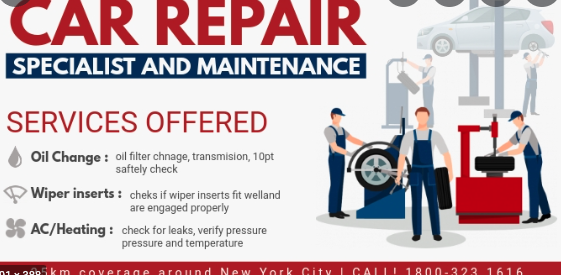 CAR REPAIR
SPECIALIST AND MAINTENANCE
SERVICES OFFERED
Oil Change : oil filter chnage, transmision, 10pt
saftely check
Wiper inserts : cheks if wiper inserts fit welland
are engaged properly
AC/Heating : check for leaks, verify pressure
pressure and temperature
5km coverage around New York City | CALL! 1800-323 1616